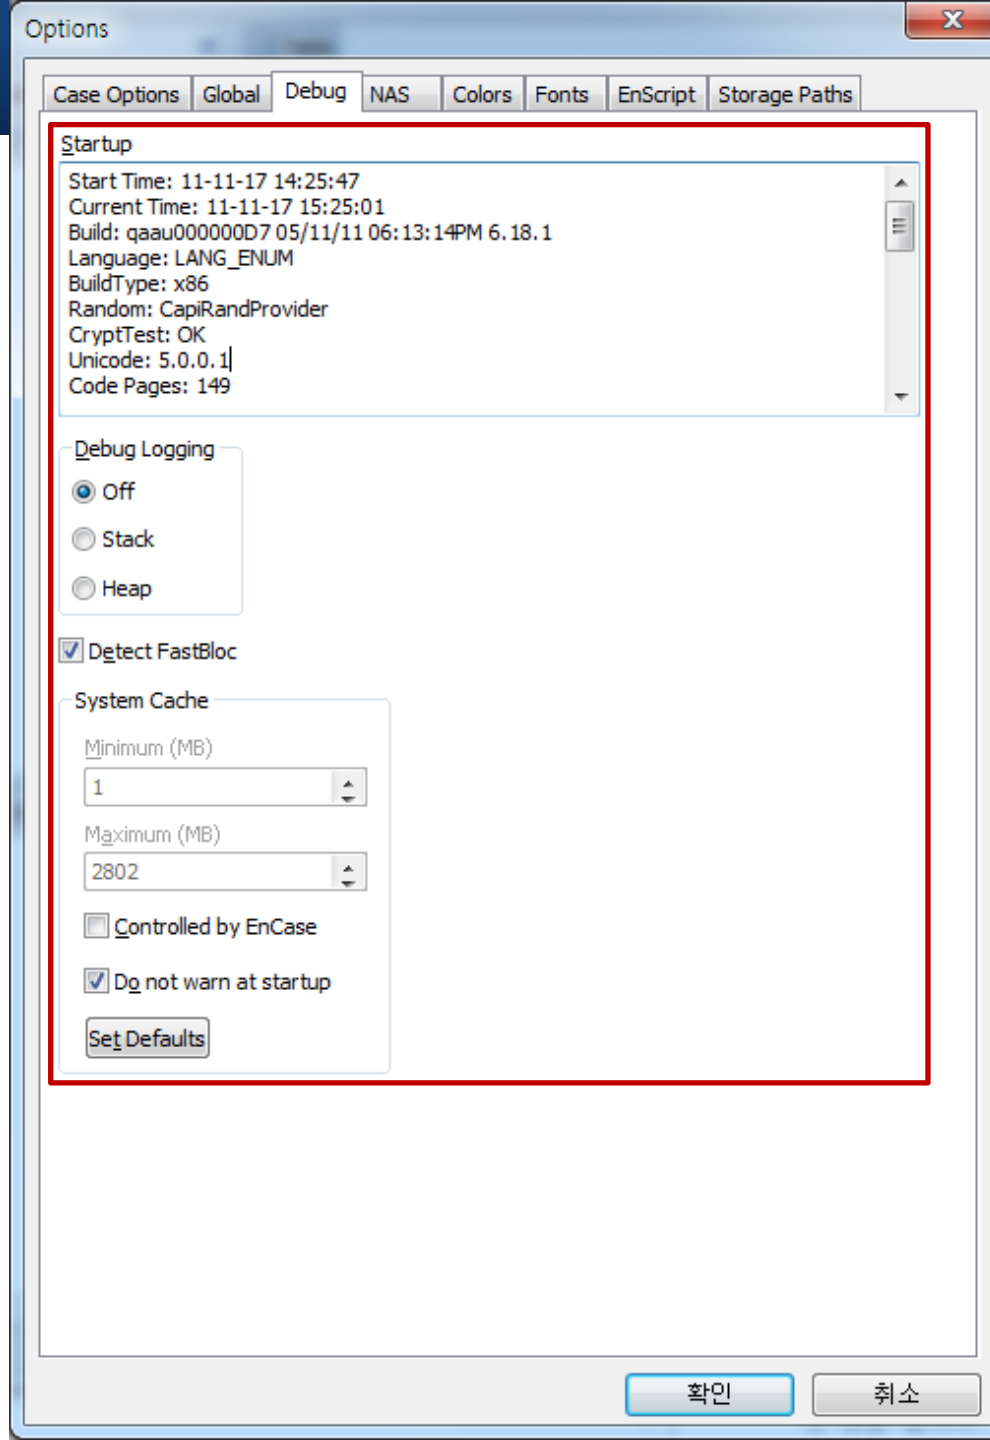 Options
Case Options Global Debug NAS Colors Fonts EnScript Storage Paths
Startup
Start Time: 11-11-17 14:25:47
Current Time: 11-11-17 15:25:01
Build: qaau000000D7 05/11/11 06:13:14PM 6.18.1
Language: LANG_ENUM
BuildType: x86
Random: CapiRandProvider
CryptTest: OK
Unicode: 5.0.0.1
Code Pages: 149
Debug Logging
Off
Stack
Heap
Detect FastBloc
System Cache
Minimum (MB)
1
Maximum (MB)
2802
Controlled by EnCase
Do not warn at startup
Set Defaults
확인 취소